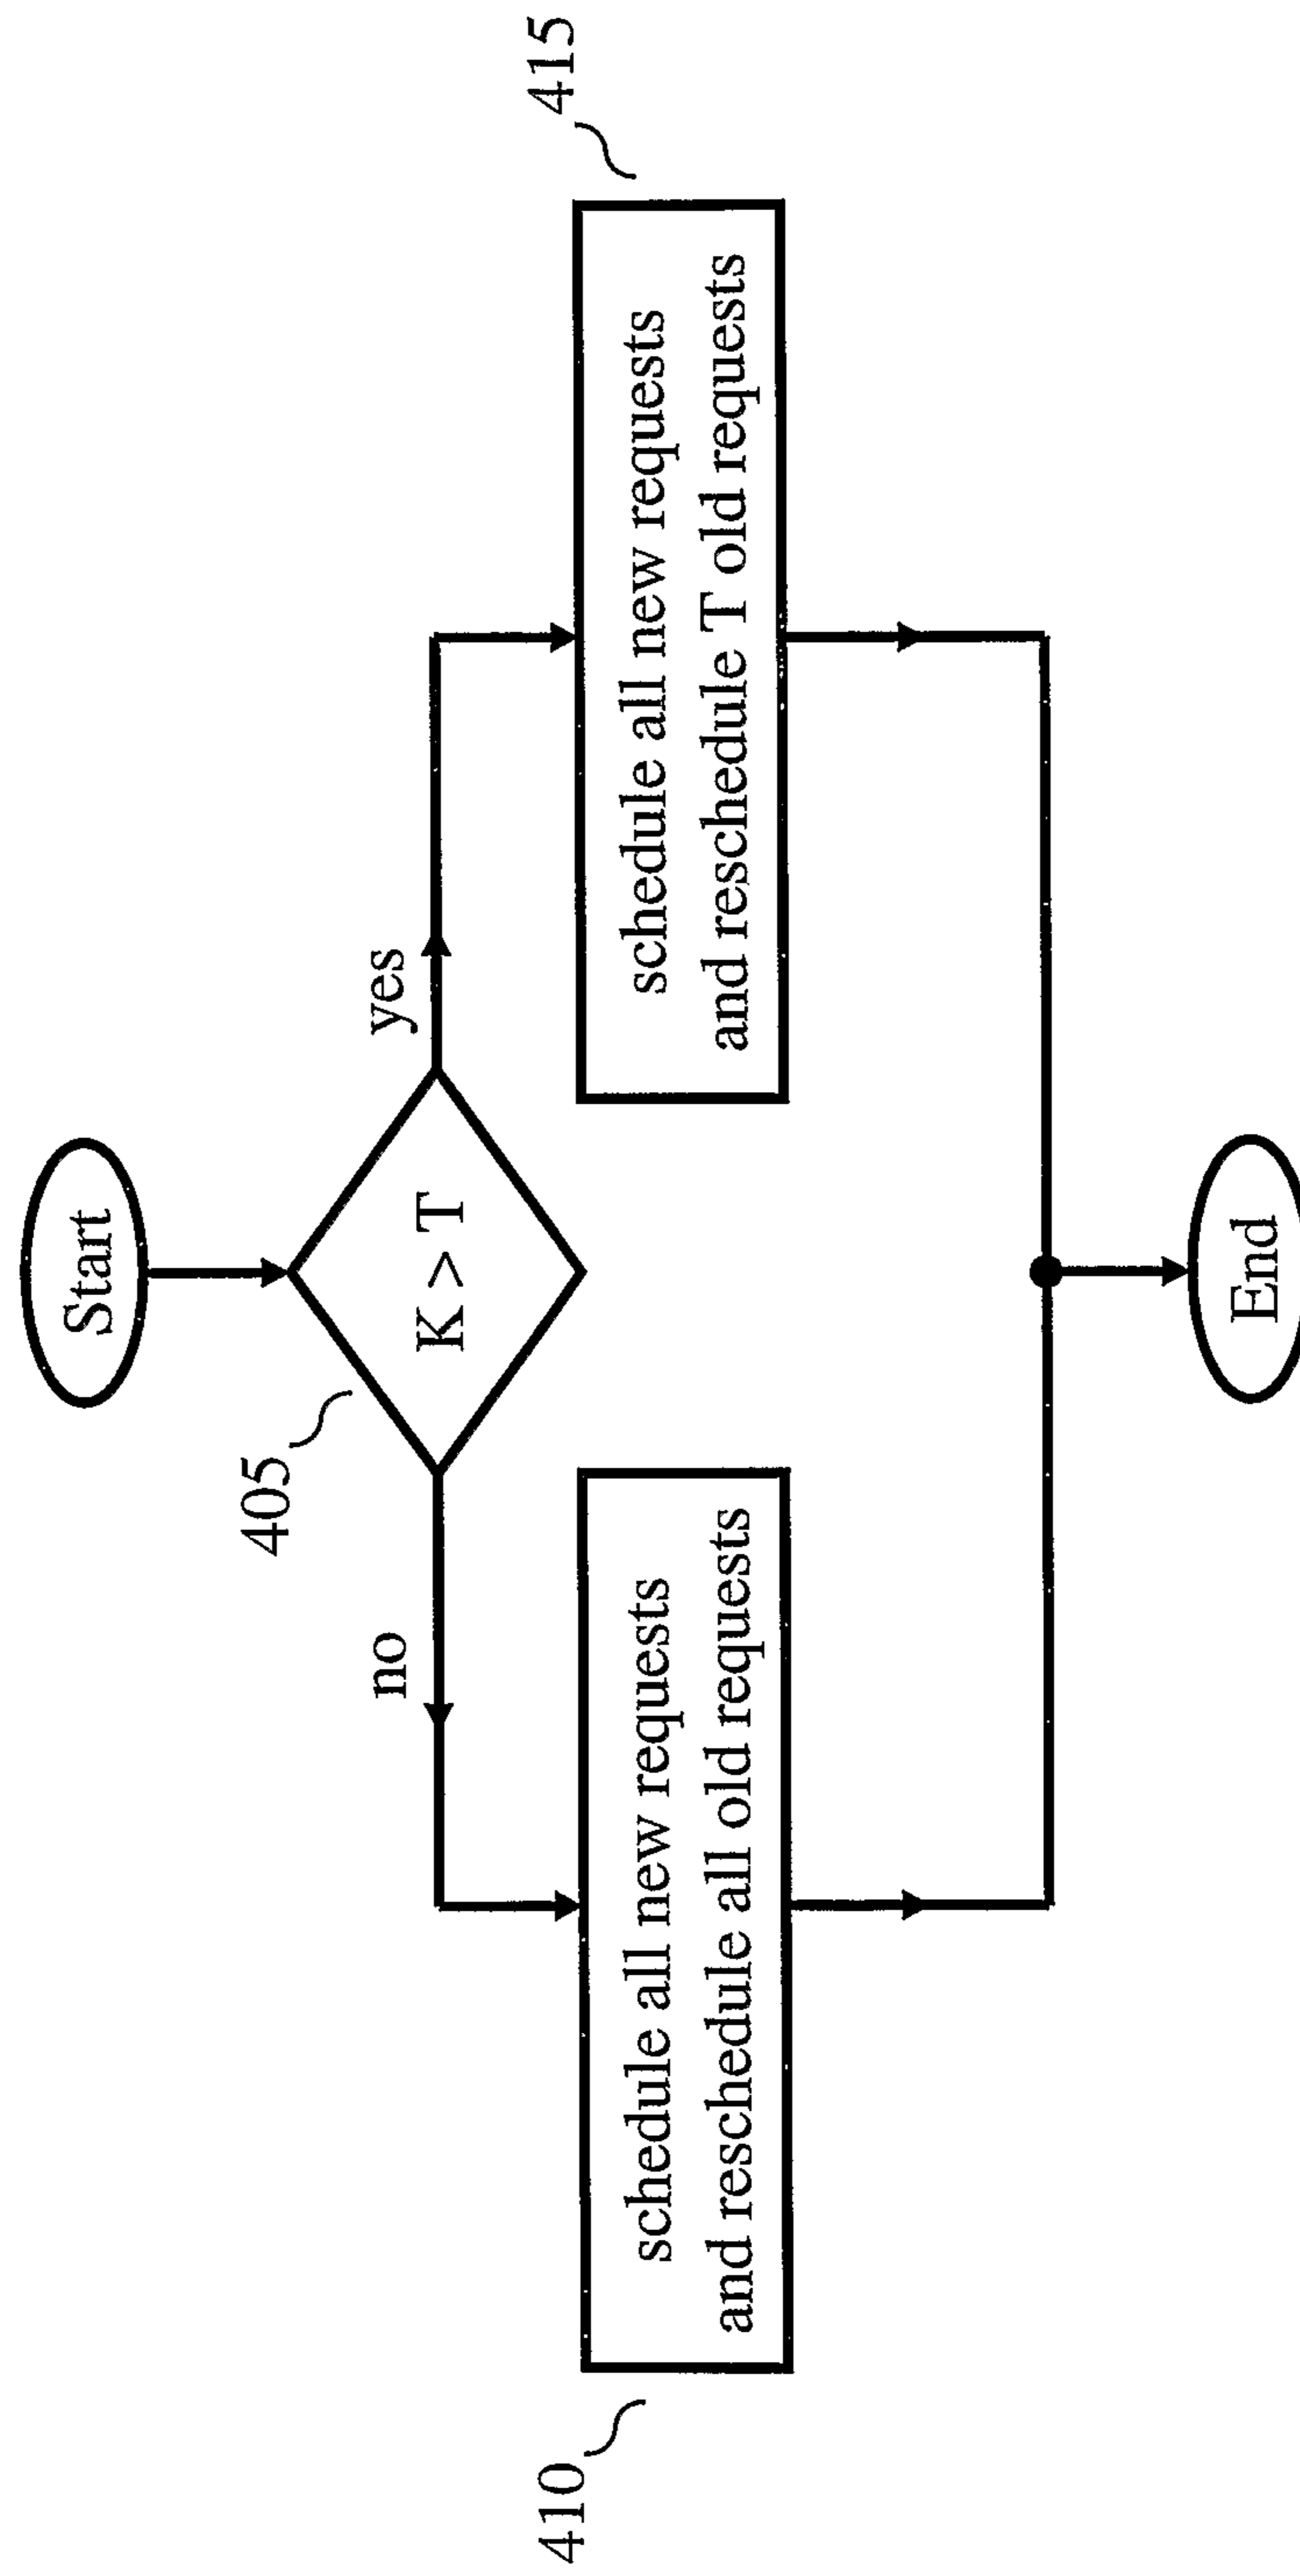 Start
405
K > T
no
yes
410
schedule all new requests
and reschedule all old requests
415
schedule all new requests
and reschedule T old requests
End